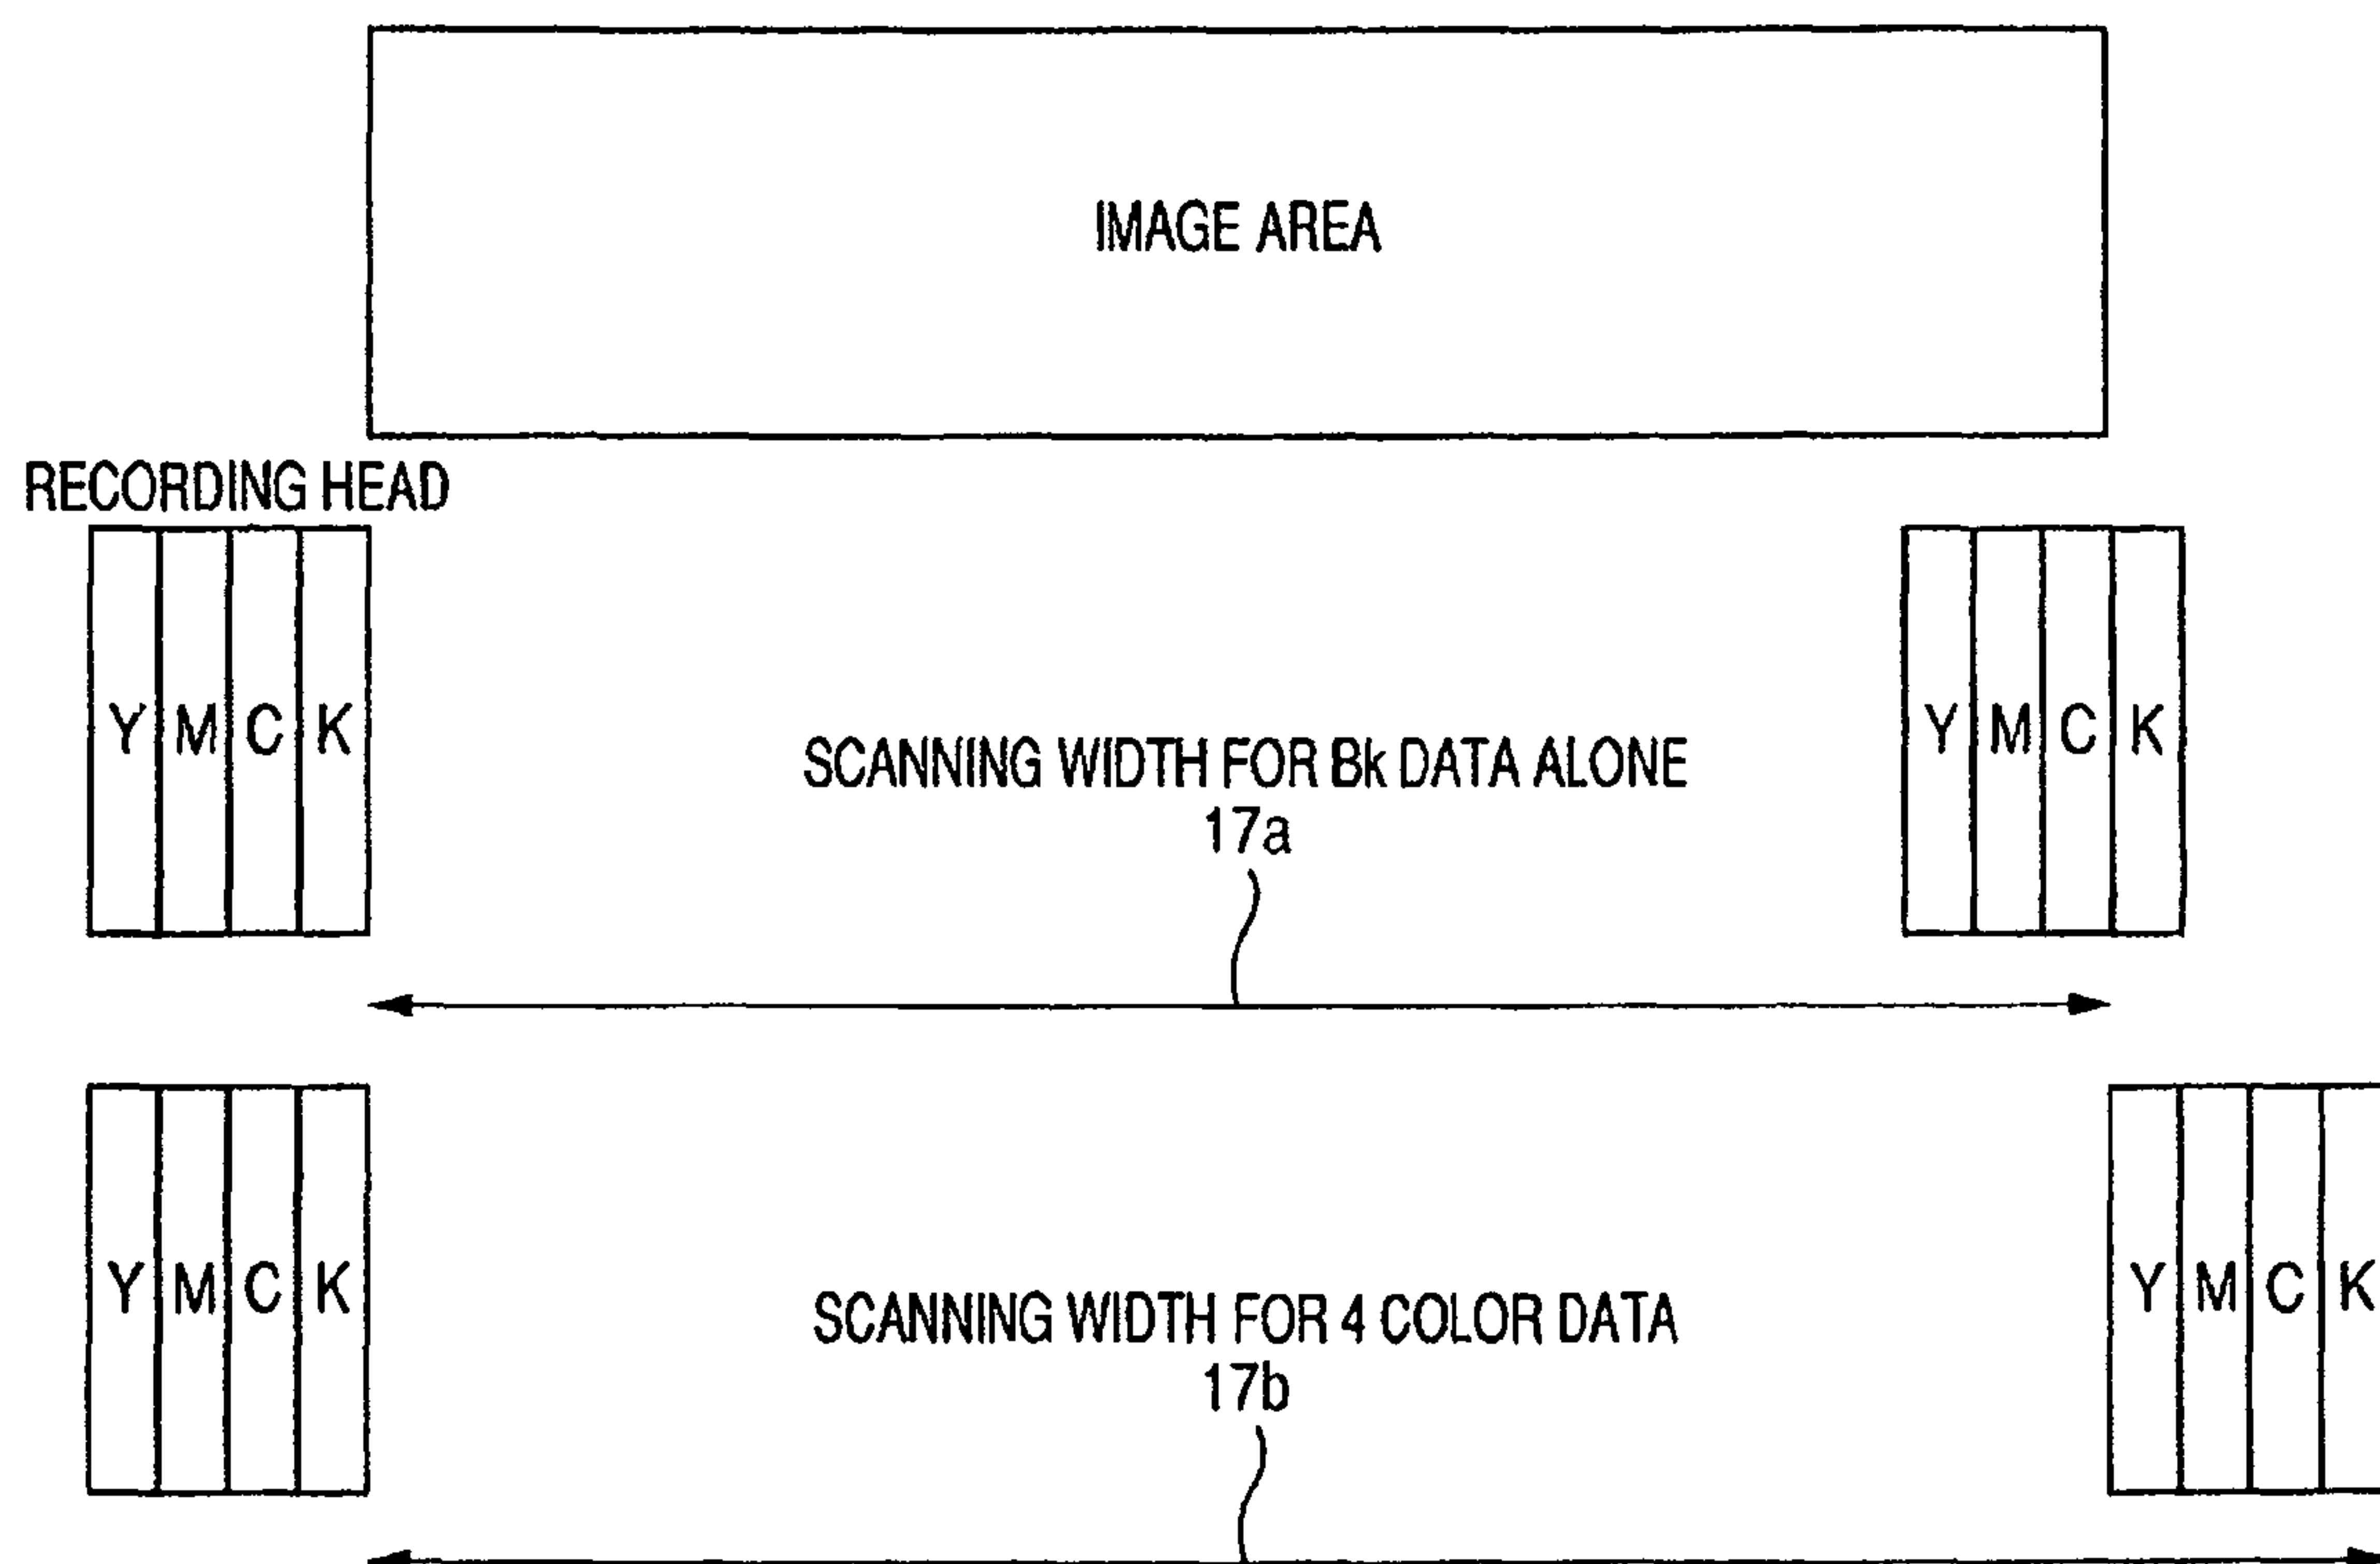 IMAGE AREA
RECORDING HEAD
Y M C K
Y M C K
SCANNING WIDTH FOR Bk DATA ALONE
17a
Y M C K
Y M C K
SCANNING WIDTH FOR 4 COLOR DATA
17b